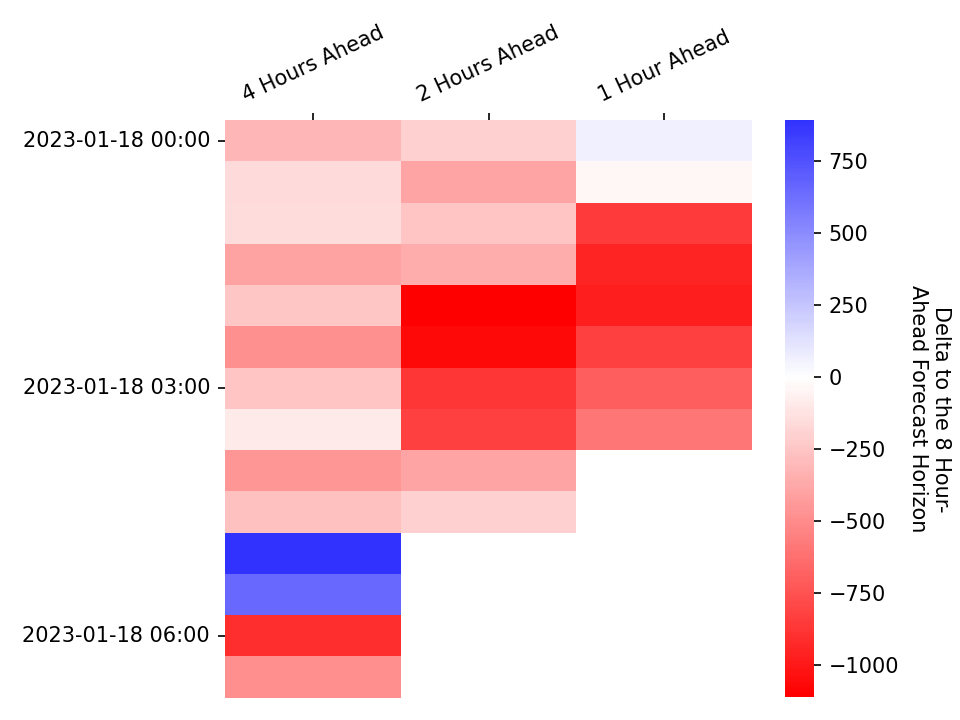 4 Hours Ahead
2 Hours Ahead
1 Hour Ahead
2023-01-18 00:00
2023-01-18 03:00
2023-01-18 06:00
750
500
250
0
−250
−500
−750
−1000
Delta to the 8 Hour-
Ahead Forecast Horizon